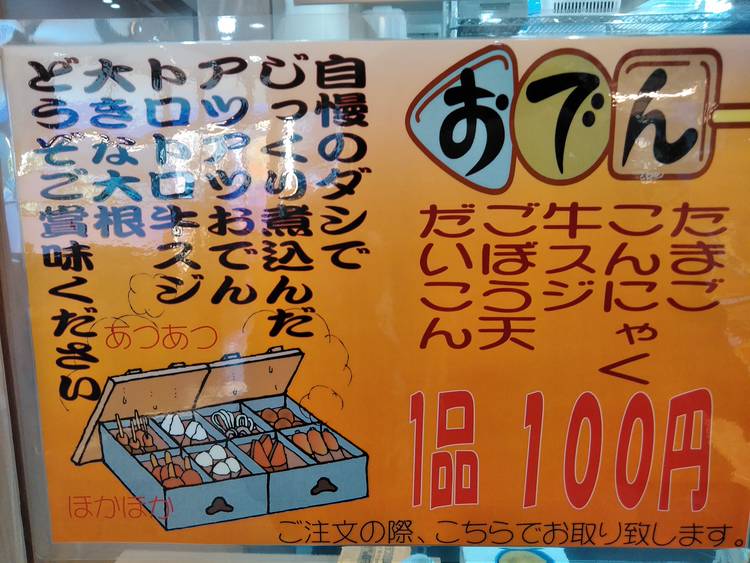 おでん
たまご
こんにゃく
牛スジ
ごぼう天
だいこん
1品 100円
自慢のダシで
じっくり煮込んだ
アツアツおでん
トロトロ牛スジ
大きな大根
どうぞご賞味ください
あつあつ
ほかほか
ご注文の際、こちらでお取り致します。